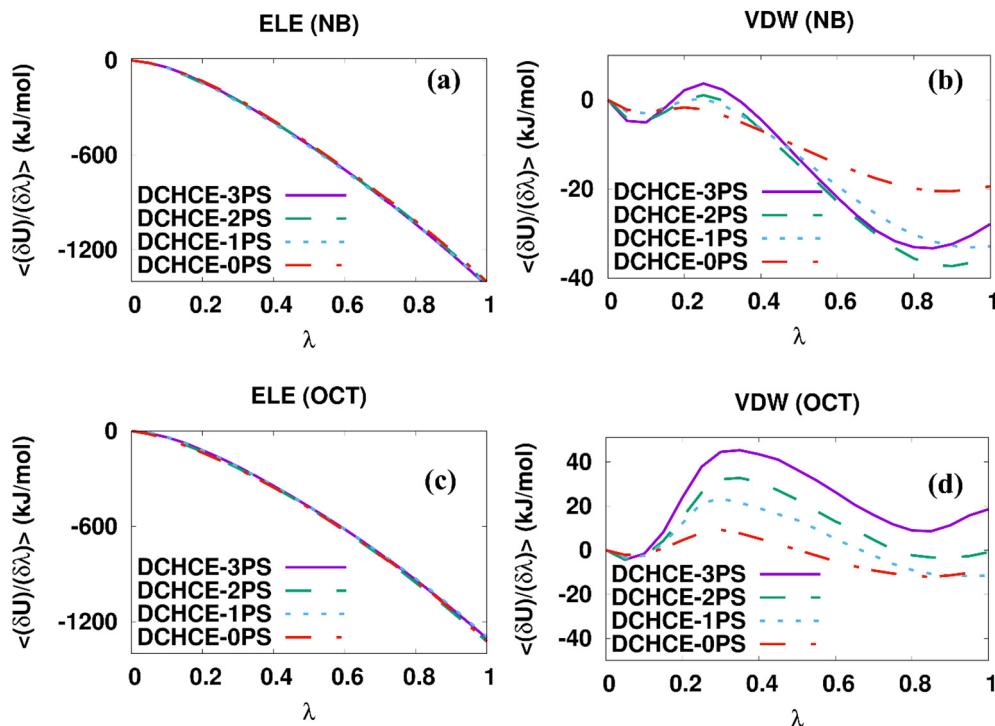 ELE (NB)
(a)
<(δU)/(δλ)> (kJ/mol)
0
-600
-1200
DCHCE-3PS
DCHCE-2PS
DCHCE-1PS
DCHCE-0PS
0 0.2 0.4 0.6 0.8 1
λ
VDW (NB)
(b)
<(δU)/(δλ)> (kJ/mol)
0
-20
-40
DCHCE-3PS
DCHCE-2PS
DCHCE-1PS
DCHCE-0PS
0 0.2 0.4 0.6 0.8 1
λ
ELE (OCT)
(c)
<(δU)/(δλ)> (kJ/mol)
0
-600
-1200
DCHCE-3PS
DCHCE-2PS
DCHCE-1PS
DCHCE-0PS
0 0.2 0.4 0.6 0.8 1
λ
VDW (OCT)
(d)
<(δU)/(δλ)> (kJ/mol)
40
20
0
-20
-40
DCHCE-3PS
DCHCE-2PS
DCHCE-1PS
DCHCE-0PS
0 0.2 0.4 0.6 0.8 1
λ